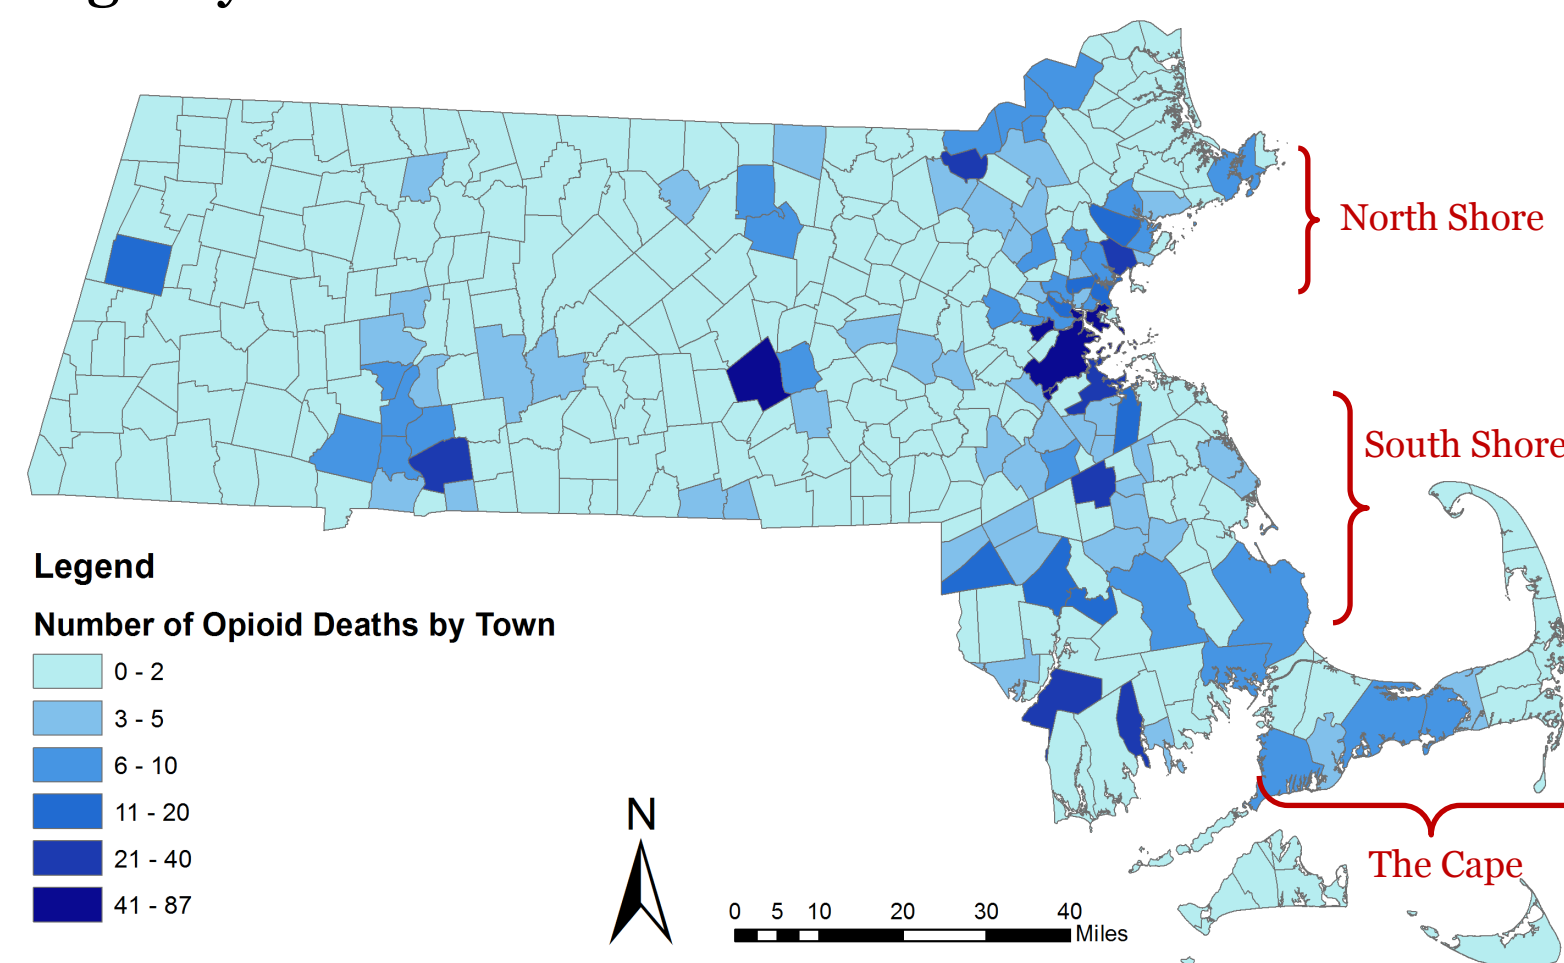 North Shore
South Shore
Legend
Number of Opioid Deaths by Town
0 - 2
3 - 5
6 - 10
11 - 20
21 - 40
41 - 87
N
0 5 10 20 30 40
Miles
The Cape